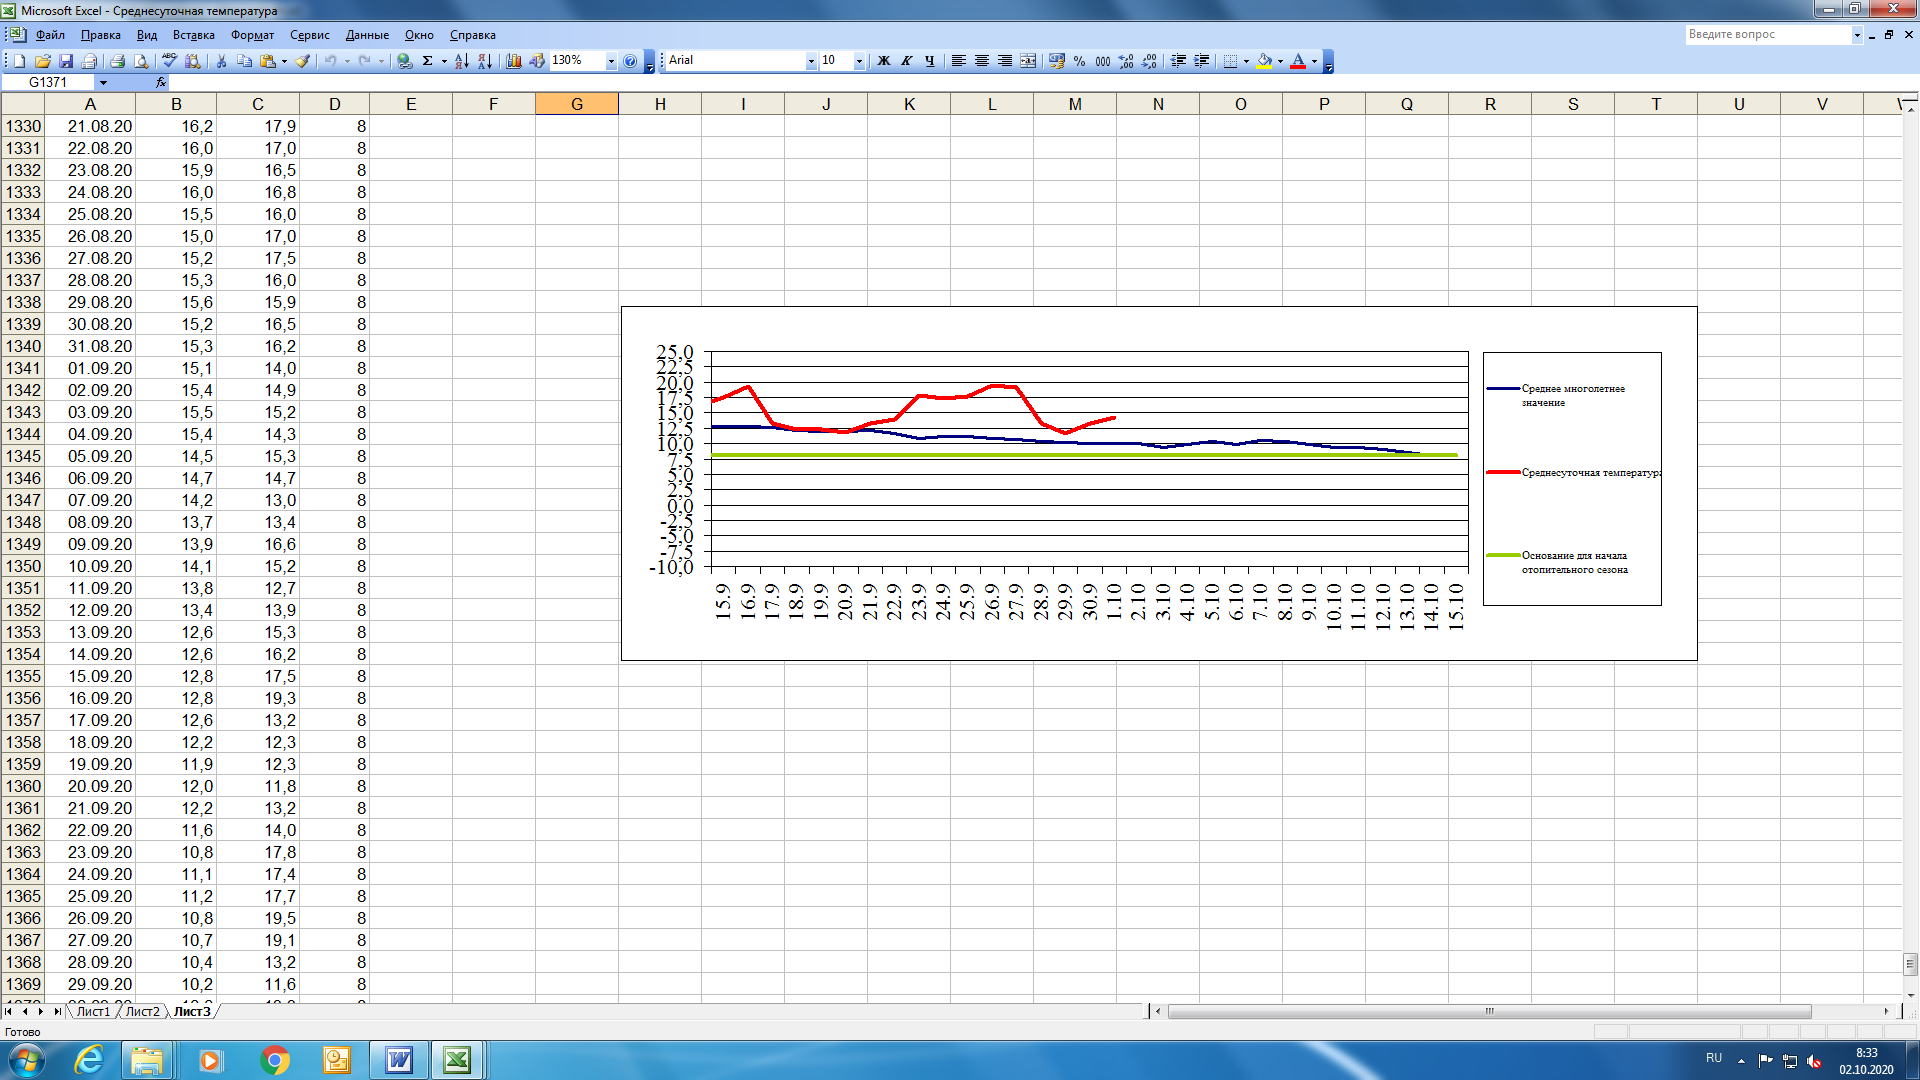 Microsoft Excel - Среднесуточная температура
Файл Правка Вид Вставка Формат Сервис Данные Окно Справка
Введите вопрос
130% Arial 10 Ж К Ч
G1371 fx
A B C D E F G H I J K L M N O P Q R S T U V
1330 21.08.20 16,2 17,9 8
1331 22.08.20 16,0 17,0 8
1332 23.08.20 15,9 16,5 8
1333 24.08.20 16,0 16,8 8
1334 25.08.20 15,5 16,0 8
1335 26.08.20 15,0 17,0 8
1336 27.08.20 15,2 17,5 8
1337 28.08.20 15,3 16,0 8
1338 29.08.20 15,6 15,9 8
1339 30.08.20 15,2 16,5 8
1340 31.08.20 15,3 16,2 8
1341 01.09.20 15,1 14,0 8
1342 02.09.20 15,4 14,9 8
1343 03.09.20 15,5 15,2 8
1344 04.09.20 15,4 14,3 8
1345 05.09.20 14,5 15,3 8
1346 06.09.20 14,7 14,7 8
1347 07.09.20 14,2 13,0 8
1348 08.09.20 13,7 13,4 8
1349 09.09.20 13,9 16,6 8
1350 10.09.20 14,1 15,2 8
1351 11.09.20 13,8 12,7 8
1352 12.09.20 13,4 13,9 8
1353 13.09.20 12,6 15,3 8
1354 14.09.20 12,6 16,2 8
1355 15.09.20 12,8 17,5 8
1356 16.09.20 12,8 19,3 8
1357 17.09.20 12,6 13,2 8
1358 18.09.20 12,2 12,3 8
1359 19.09.20 11,9 12,3 8
1360 20.09.20 12,0 11,8 8
1361 21.09.20 12,2 13,2 8
1362 22.09.20 11,6 14,0 8
1363 23.09.20 10,8 17,8 8
1364 24.09.20 11,1 17,4 8
1365 25.09.20 11,2 17,7 8
1366 26.09.20 10,8 19,5 8
1367 27.09.20 10,7 19,1 8
1368 28.09.20 10,4 13,2 8
1369 29.09.20 10,2 11,6 8
25,0
22,5
20,0
17,5
15,0
12,5
10,0
7,5
5,0
2,5
0,0
-2,5
-5,0
-7,5
-10,0
15.9 16.9 17.9 18.9 19.9 20.9 21.9 22.9 23.9 24.9 25.9 26.9 27.9 28.9 29.9 30.9 1.10 2.10 3.10 4.10 5.10 6.10 7.10 8.10 9.10 10.10 11.10 12.10 13.10 14.10 15.10
Среднее многолетнее
значение
Среднесуточная температура
Основание для начала
отопительного сезона
Лист1 Лист2 Лист3
Готово
RU
8:33
02.10.2020